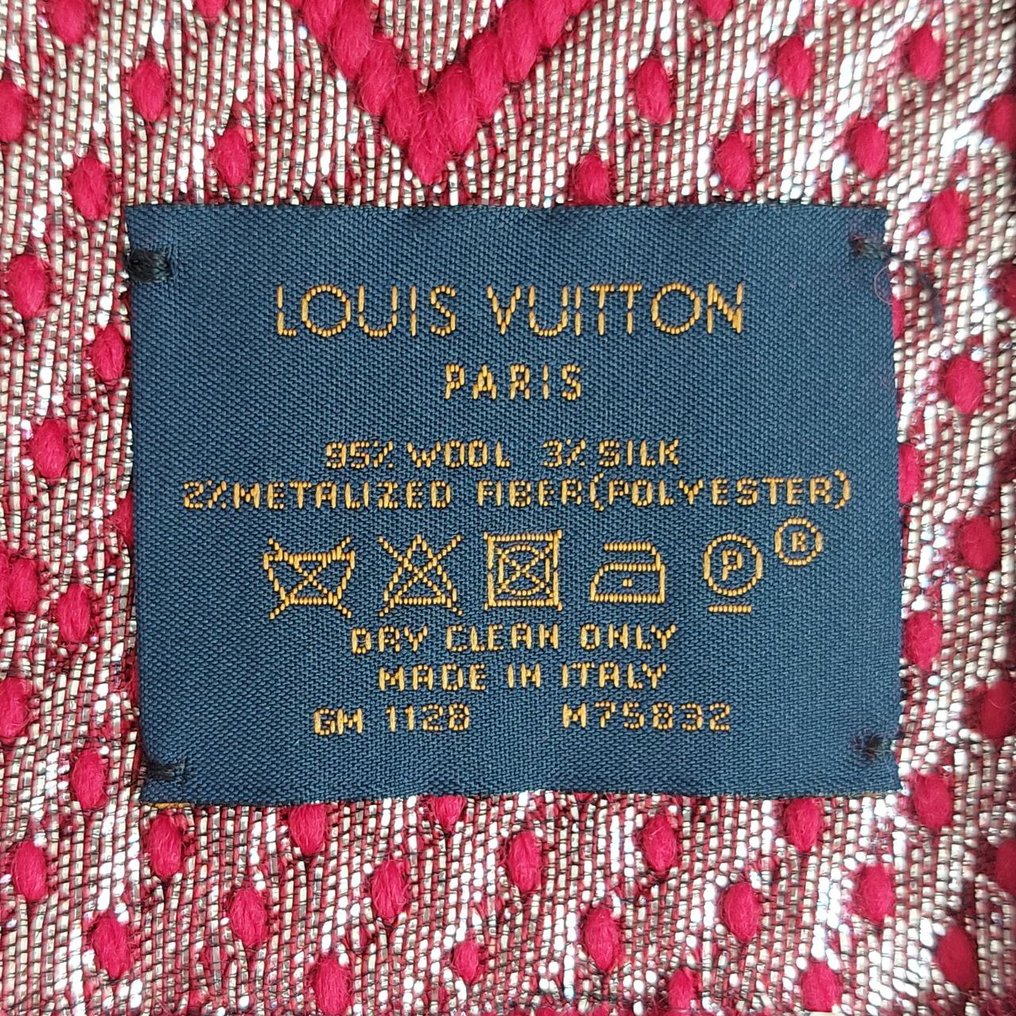 LOUIS VUITTON
PARIS
95% WOOL 3% SILK
2% METALIZED FIBER (POLYESTER)
P ®
DRY CLEAN ONLY
MADE IN ITALY
GM 1128 M75832